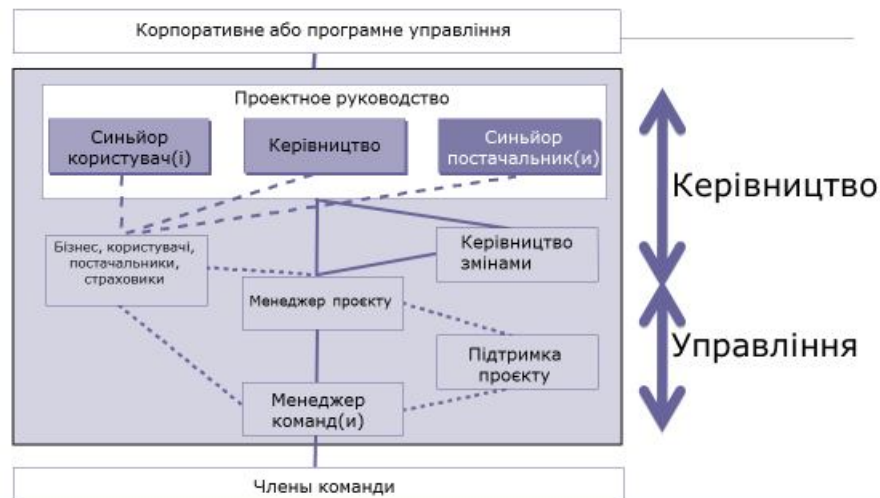 Корпоративне або програмне управління
Проектное руководство
Синьйор
користувач(і)
Керівництво
Синьйор
постачальник(и)
Керівництво
Бізнес, користувачі,
постачальники,
страховики
Керівництво
змінами
Менеджер проєкту
Управління
Підтримка
проєкту
Менеджер
команд(и)
Члены команди